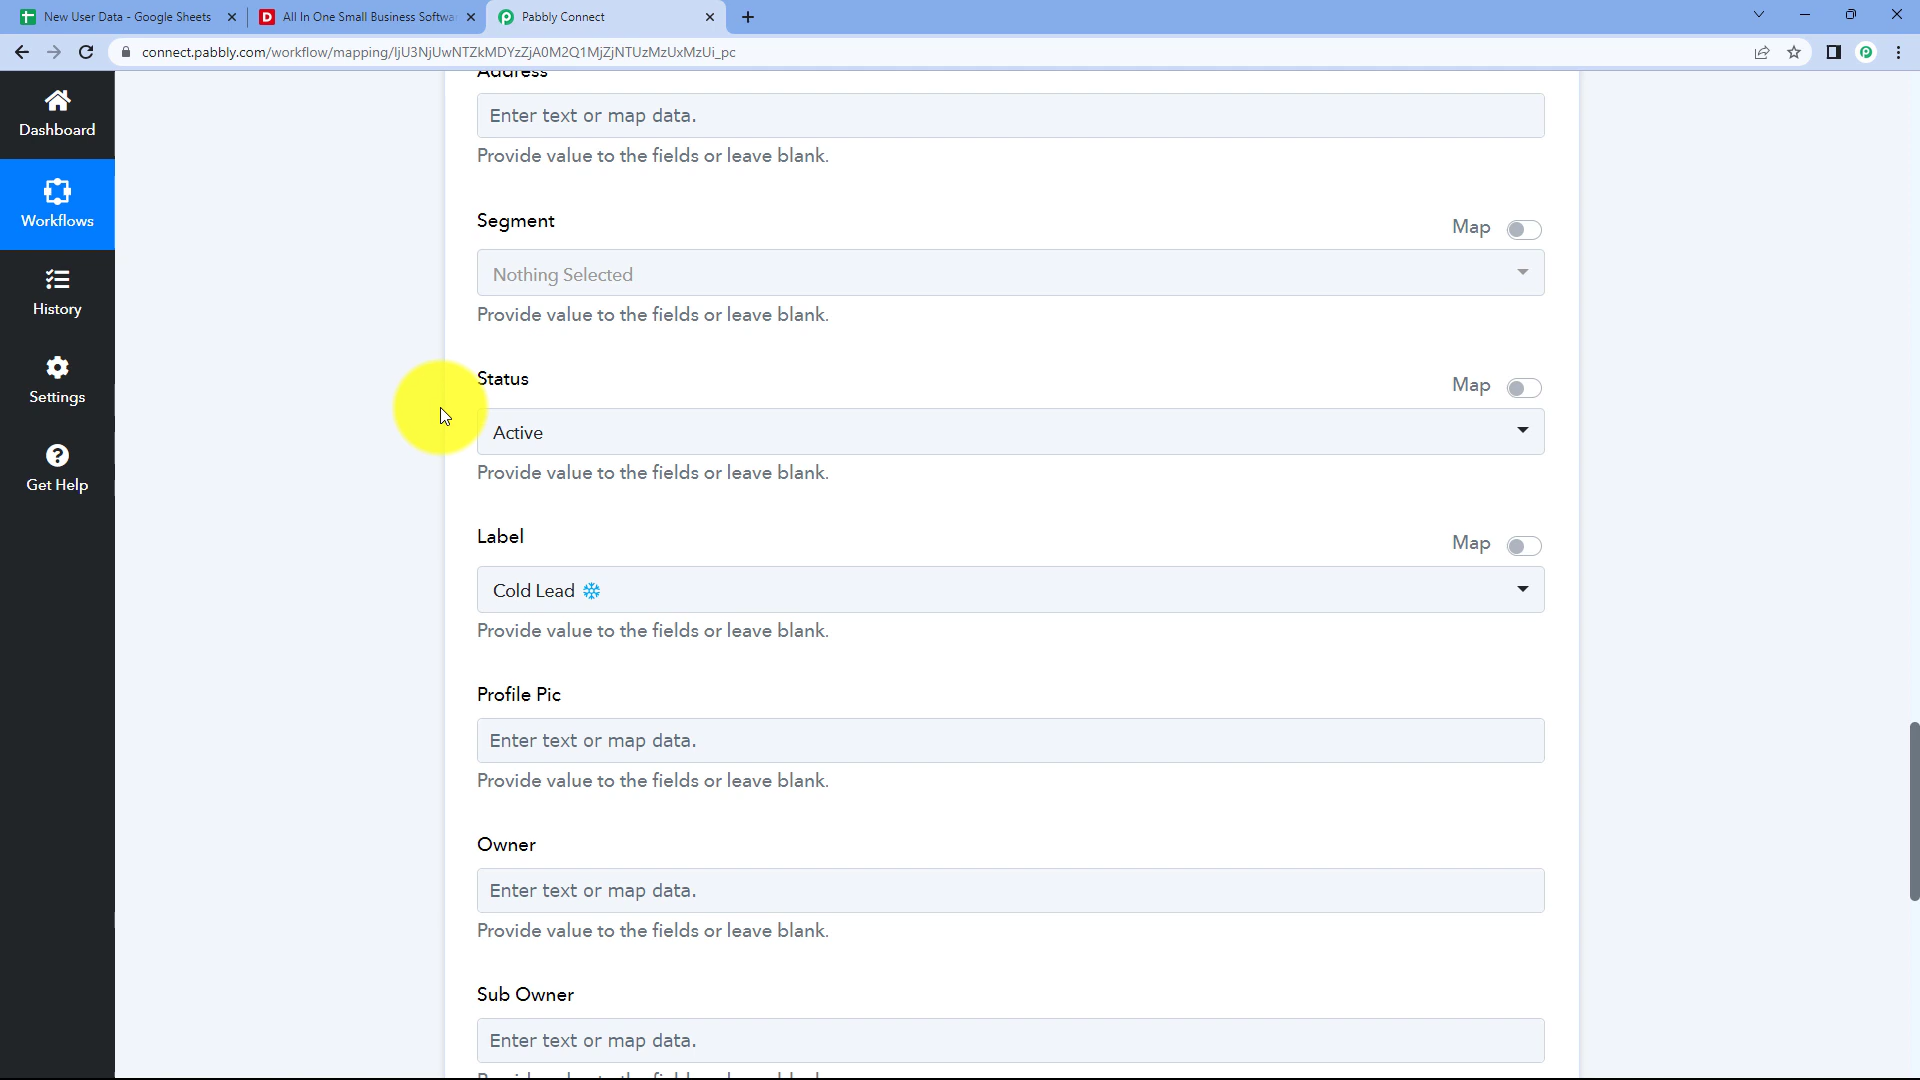 New User Data - Google Sheets
All In One Small Business Softwa
Pabbly Connect
connect.pabbly.com/workflow/mapping/IjU3NjUwNTZkMDYzZjA0M2Q1MjZjNTUzMzUxMzUi_pc
Dashboard
Workflows
History
Settings
Get Help
Address
Enter text or map data.
Provide value to the fields or leave blank.
Segment
Map
Nothing Selected
Provide value to the fields or leave blank.
Status
Map
Active
Provide value to the fields or leave blank.
Label
Map
Cold Lead ❄
Provide value to the fields or leave blank.
Profile Pic
Enter text or map data.
Provide value to the fields or leave blank.
Owner
Enter text or map data.
Provide value to the fields or leave blank.
Sub Owner
Enter text or map data.